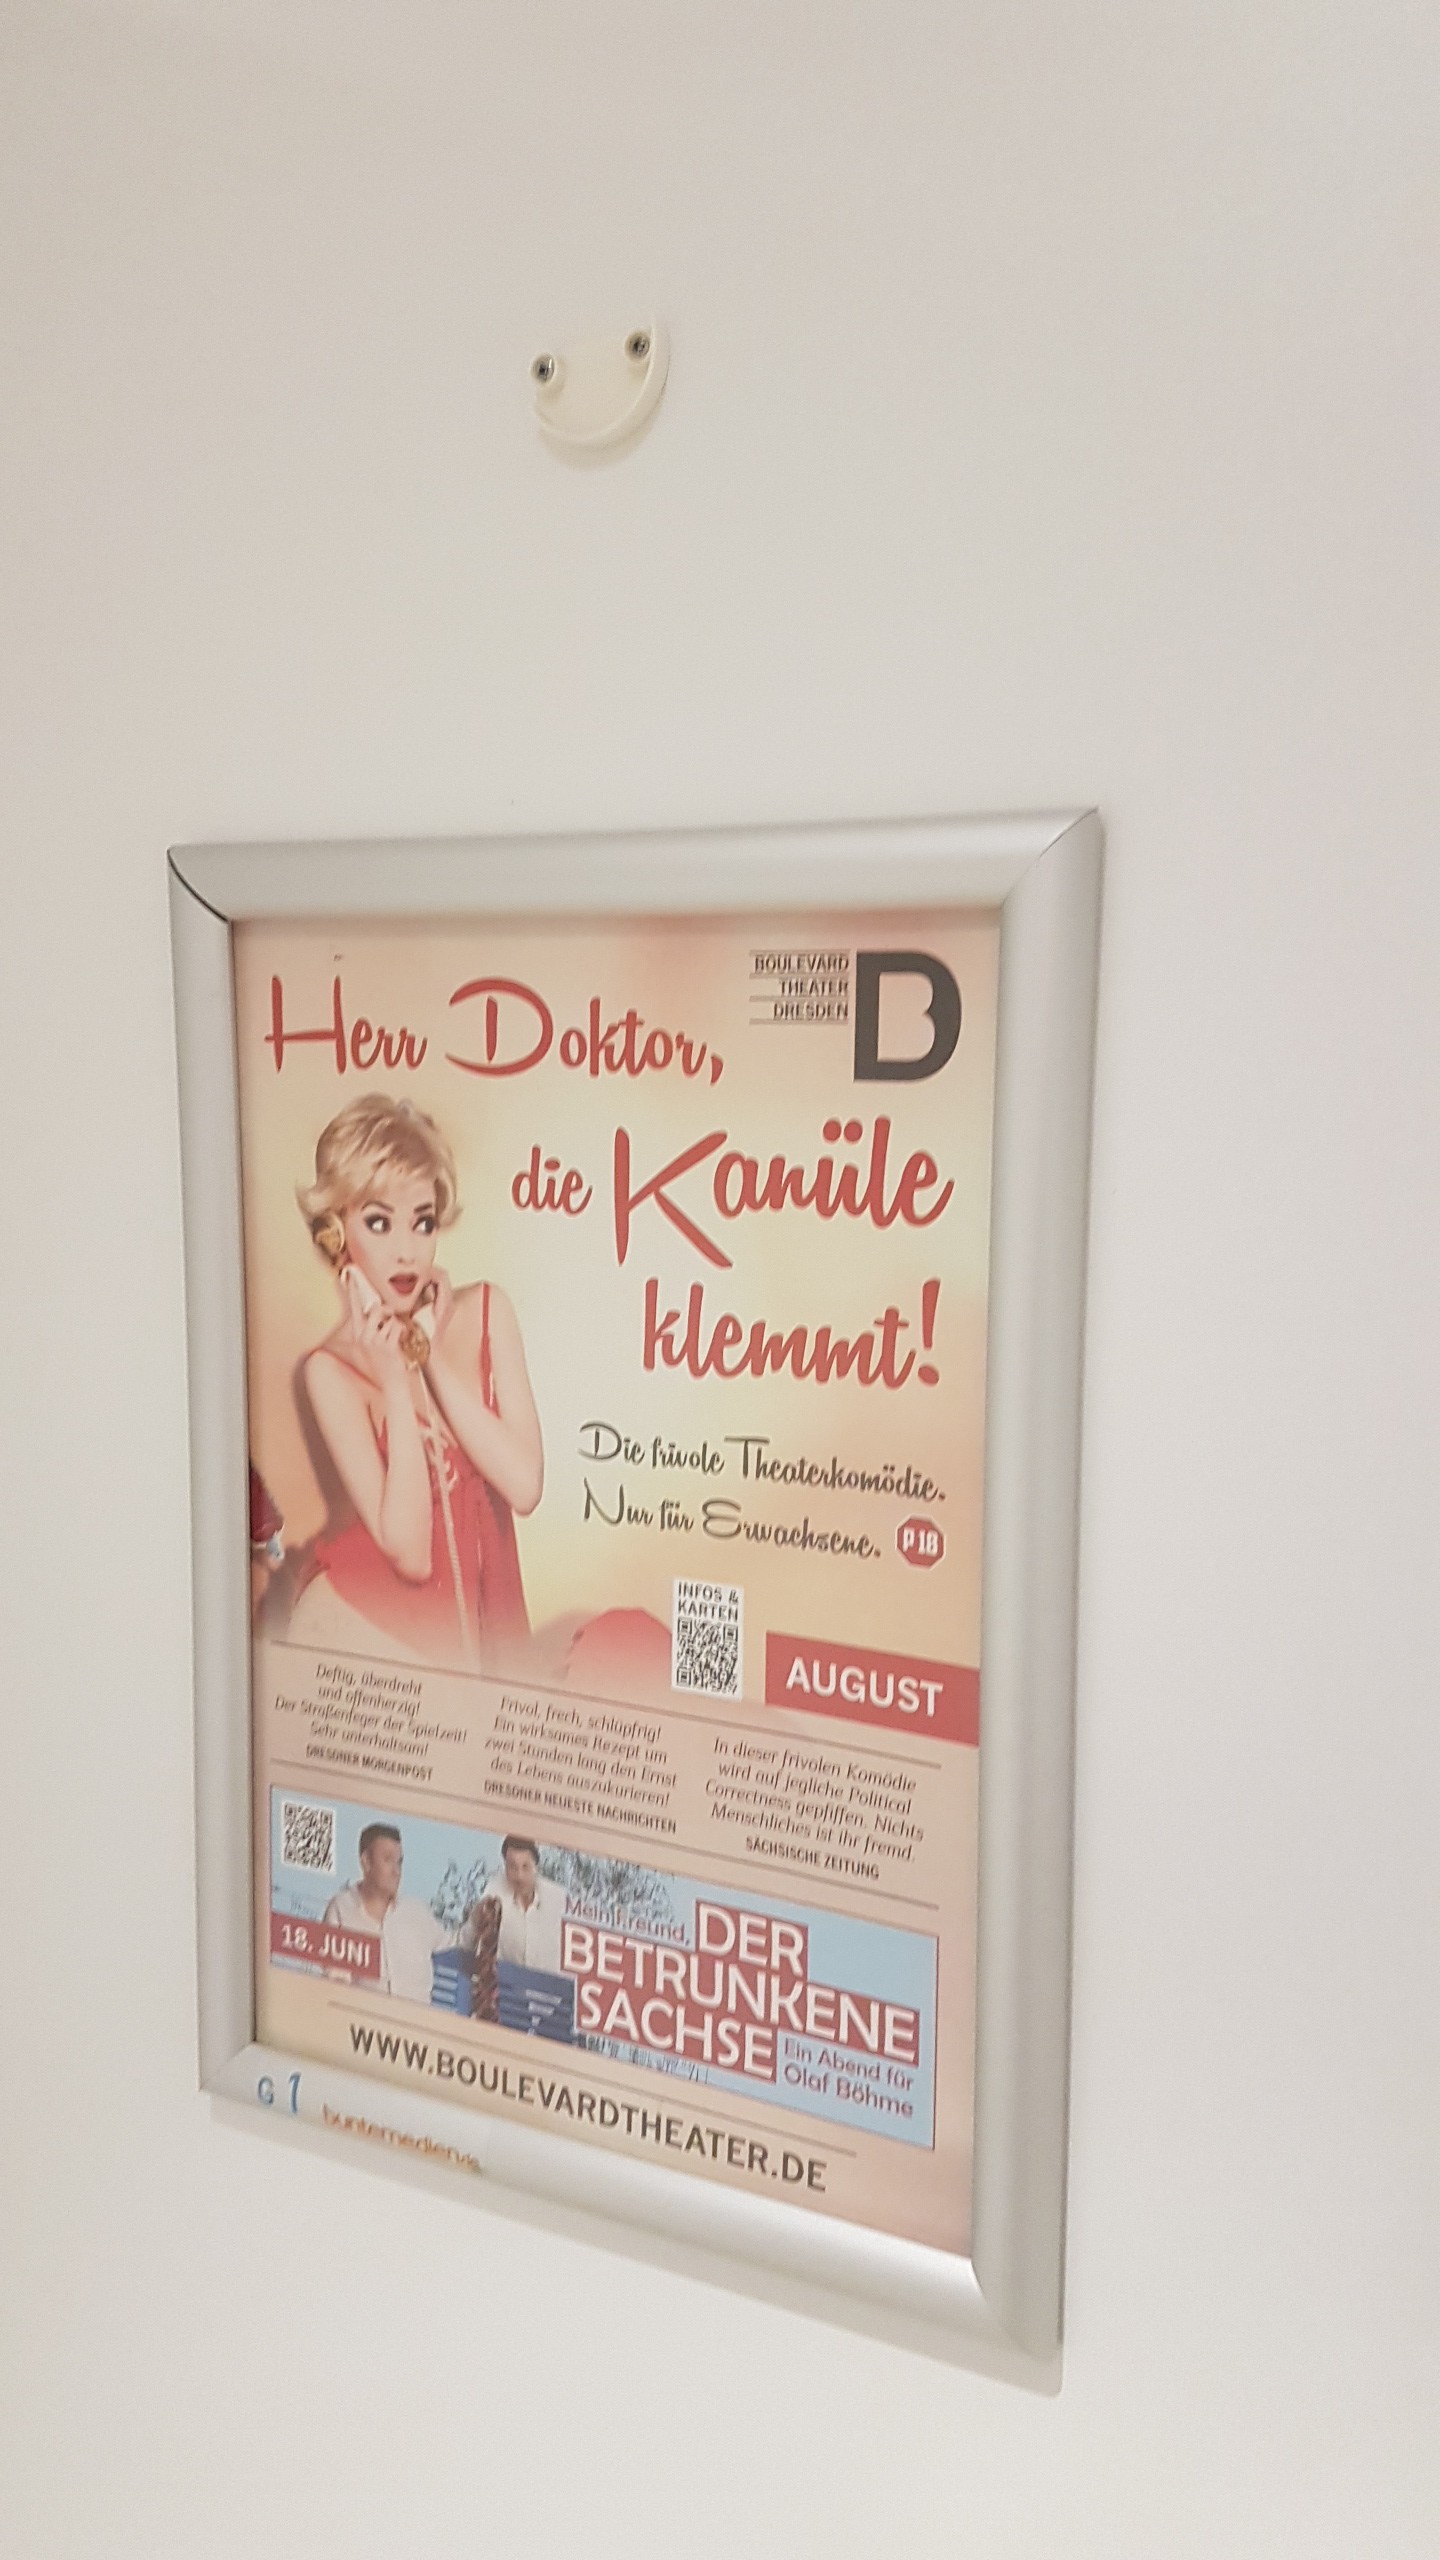 Herr Doktor,
BOULEVARD
THEATER
DRESDEN
B
die Kanüle
klemmt!
Die frivole Theaterkomödie.
Nur für Erwachsene. P18
INFOS &
KARTEN
AUGUST
Deftig, überdreht
und offenherzig!
Der Straßenfeger der Spielzeit!
Sehr unterhaltsam!
DRESDNER MORGENPOST
Frivol, frech, schlüpfrig!
Ein wirksames Rezept um
zwei Stunden lang den Ernst
des Lebens auszukurieren!
DRESDNER NEUESTE NACHRICHTEN
In dieser frivolen Komödie
wird auf jegliche Political
Correctness gepfiffen. Nichts
Menschliches ist ihr fremd.
SÄCHSISCHE ZEITUNG
18. JUNI
Mein Freund,
DER
BETRUNKENE
SACHSE
Ein Abend für
Olaf Böhme
WWW.BOULEVARDTHEATER.DE
G 1
buntemedien.de